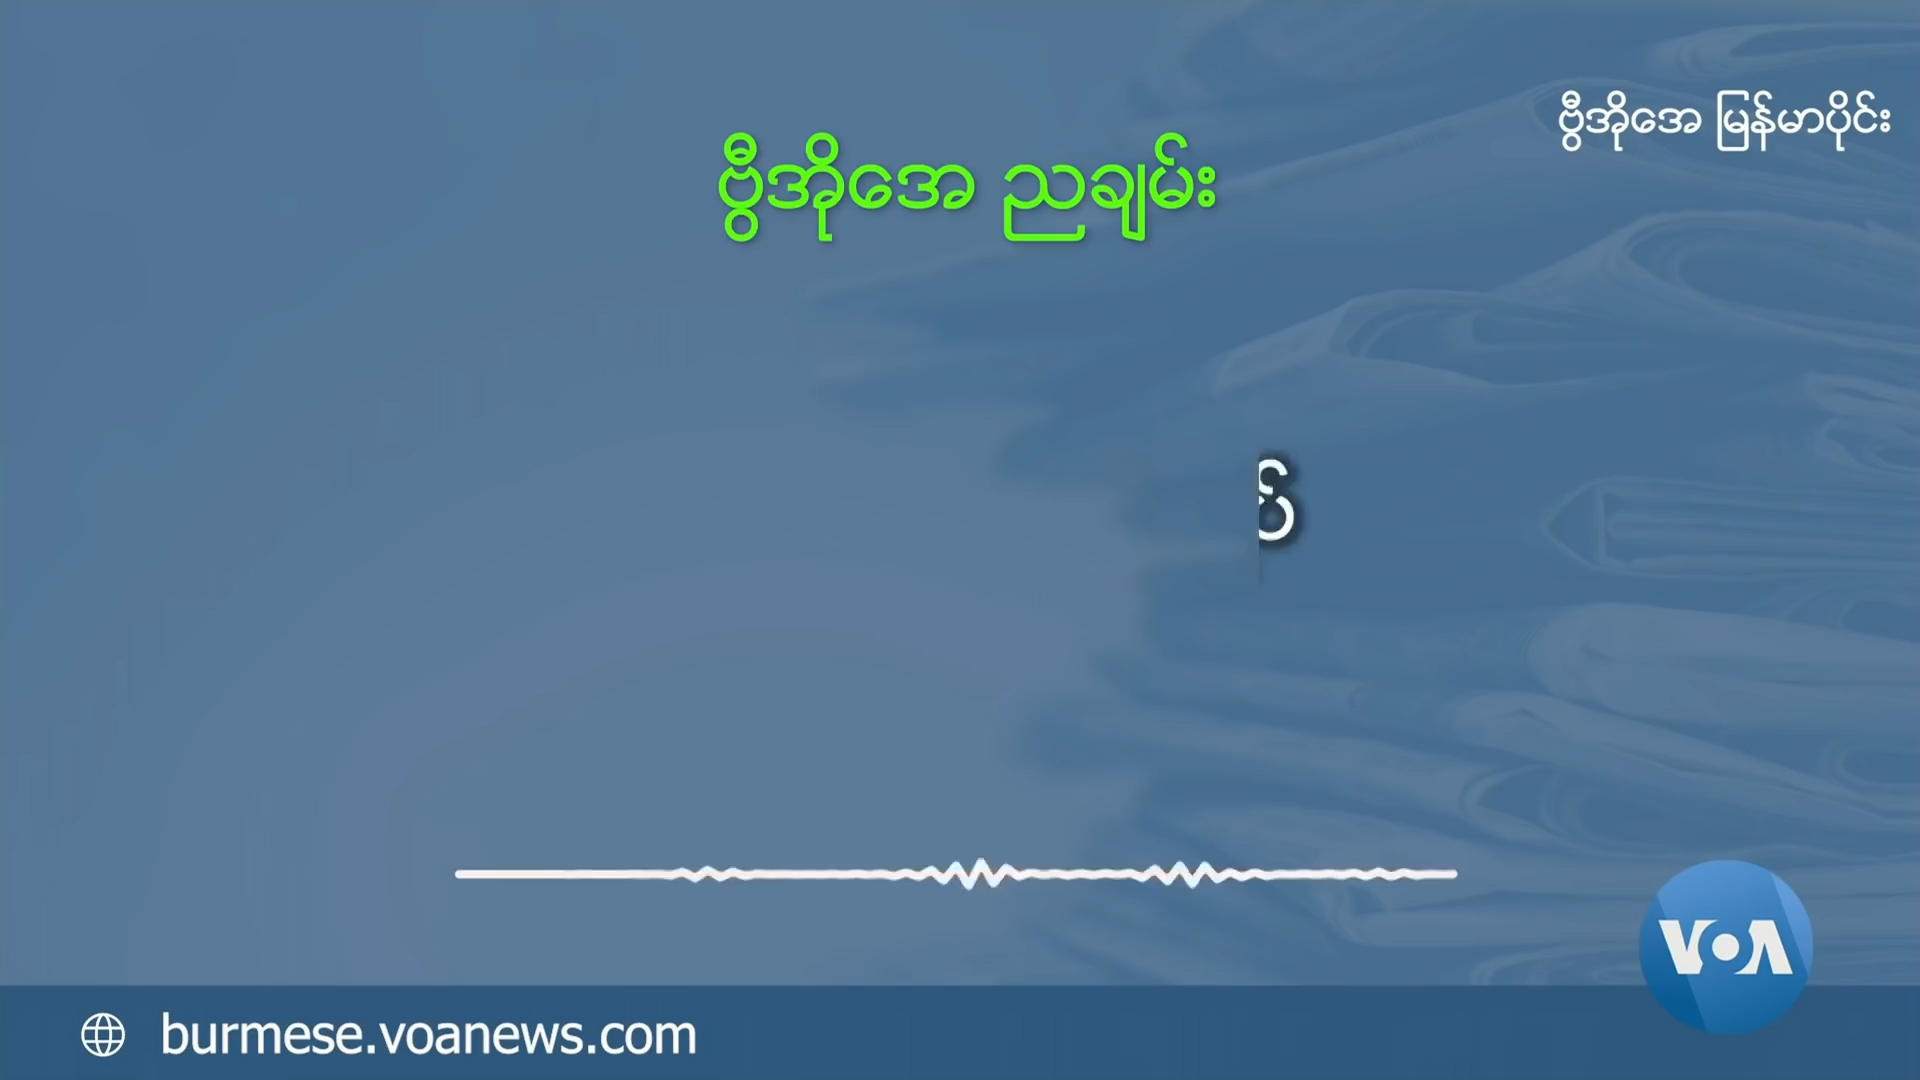 ဗွီအိုအေ မြန်မာပိုင်း
ဗွီအိုအေ ညချမ်း
VOA
burmese.voanews.com